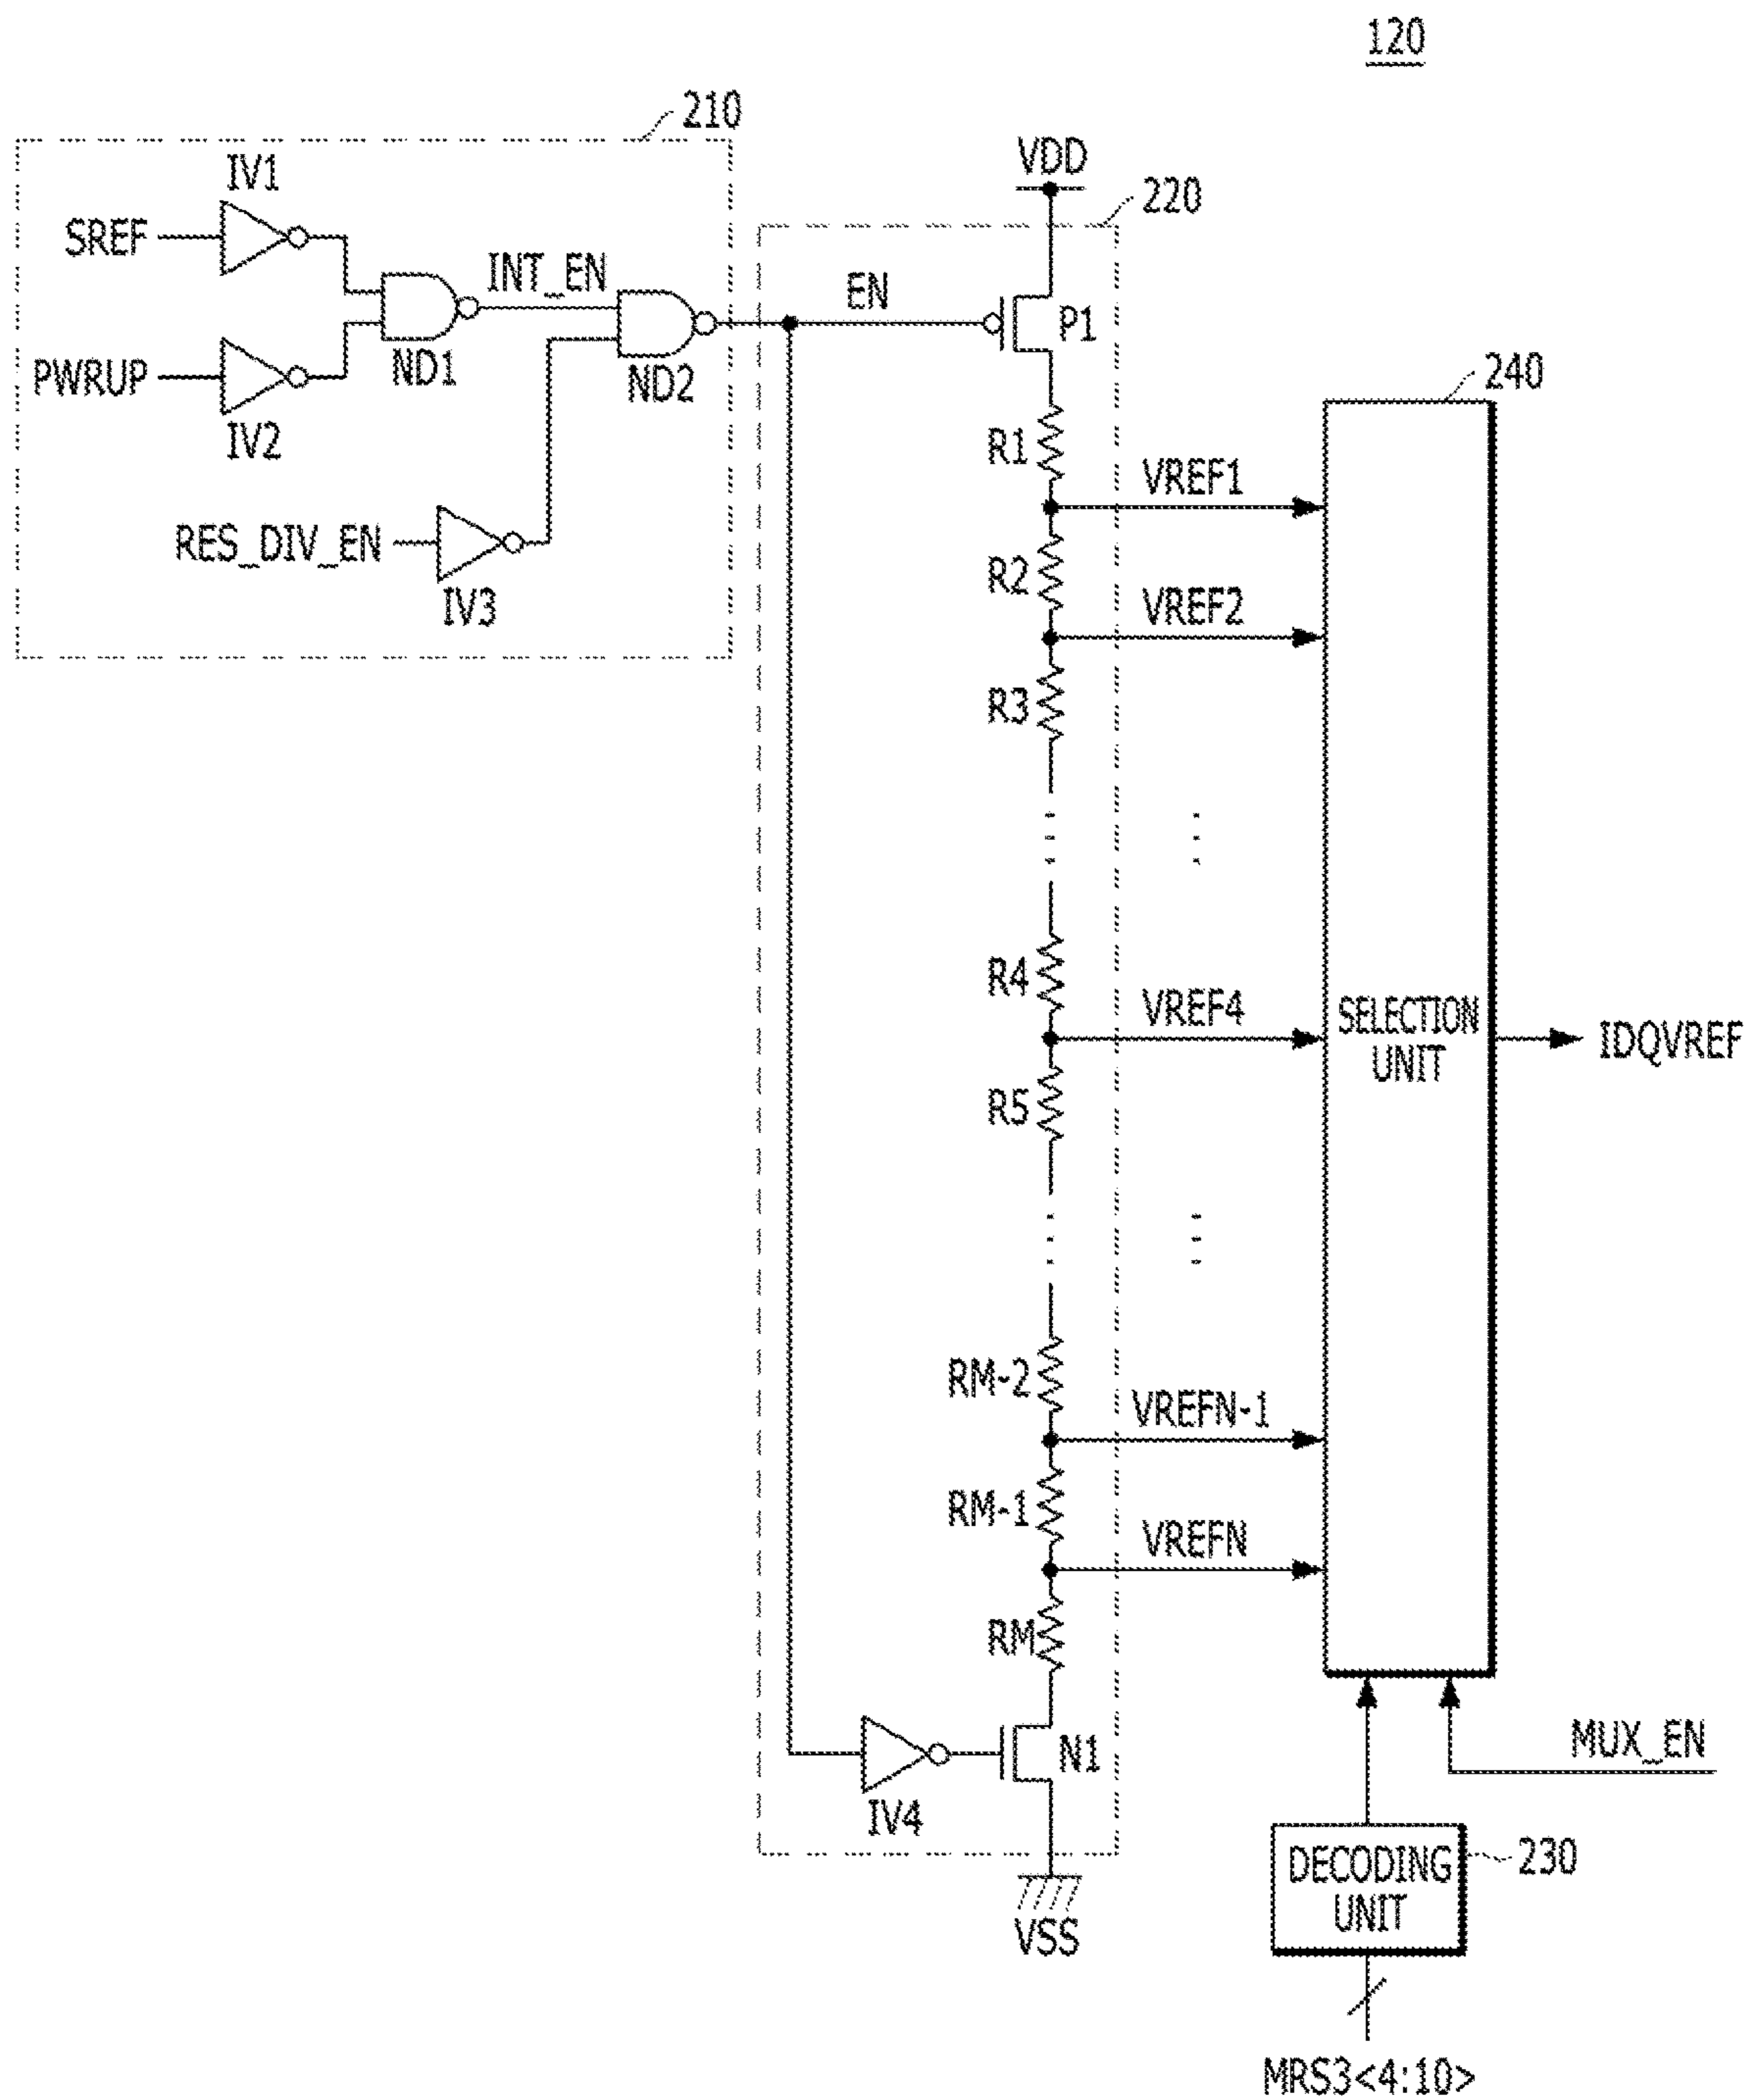 120
210
IV1
VDD
220
SREF
INT_EN
EN
P1
ND1
PWRUP
ND2
240
IV2
R1
VREF1
RES_DIV_EN
R2
VREF2
IV3
R3
R4
VREF4
SELECTION
UNIT
IDQVREF
R5
RM-2
VREFN-1
RM-1
VREFN
RM
N1
MUX_EN
IV4
DECODING
UNIT
230
VSS
MRS3<4:10>